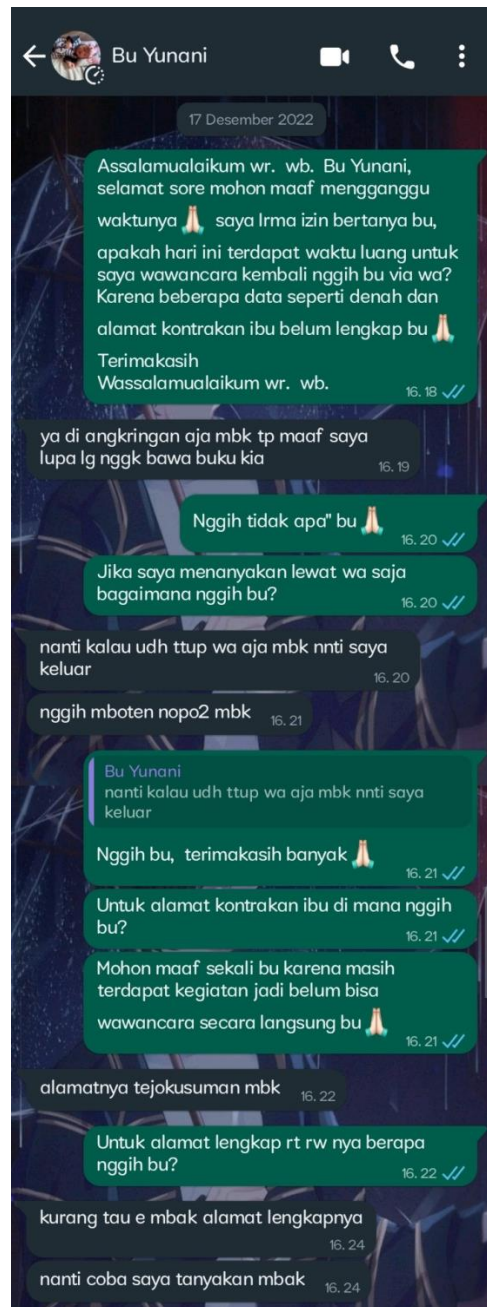 Bu Yunani
17 Desember 2022
Assalamualaikum wr. wb. Bu Yunani,
selamat sore mohon maaf mengganggu
waktunya 🙏🏻 saya Irma izin bertanya bu,
apakah hari ini terdapat waktu luang untuk
saya wawancara kembali nggih bu via wa?
Karena beberapa data seperti denah dan
alamat kontrakan ibu belum lengkap bu 🙏🏻
Terimakasih
Wassalamualaikum wr. wb.
16.18
ya di angkringan aja mbk tp maaf saya
lupa lg nggk bawa buku kia
16.19
Nggih tidak apa" bu 🙏🏻
16.20
Jika saya menanyakan lewat wa saja
bagaimana nggih bu?
16.20
nanti kalau udh ttup wa aja mbk nnti saya
keluar
16.20
nggih mboten nopo2 mbk
16.21
Bu Yunani
nanti kalau udh ttup wa aja mbk nnti saya
keluar
Nggih bu, terimakasih banyak 🙏🏻
16.21
Untuk alamat kontrakan ibu di mana nggih
bu?
16.21
Mohon maaf sekali bu karena masih
terdapat kegiatan jadi belum bisa
wawancara secara langsung bu 🙏🏻
16.21
alamatnya tejokusuman mbk
16.22
Untuk alamat lengkap rt rw nya berapa
nggih bu?
16.22
kurang tau e mbak alamat lengkapnya
16.24
nanti coba saya tanyakan mbak
16.24